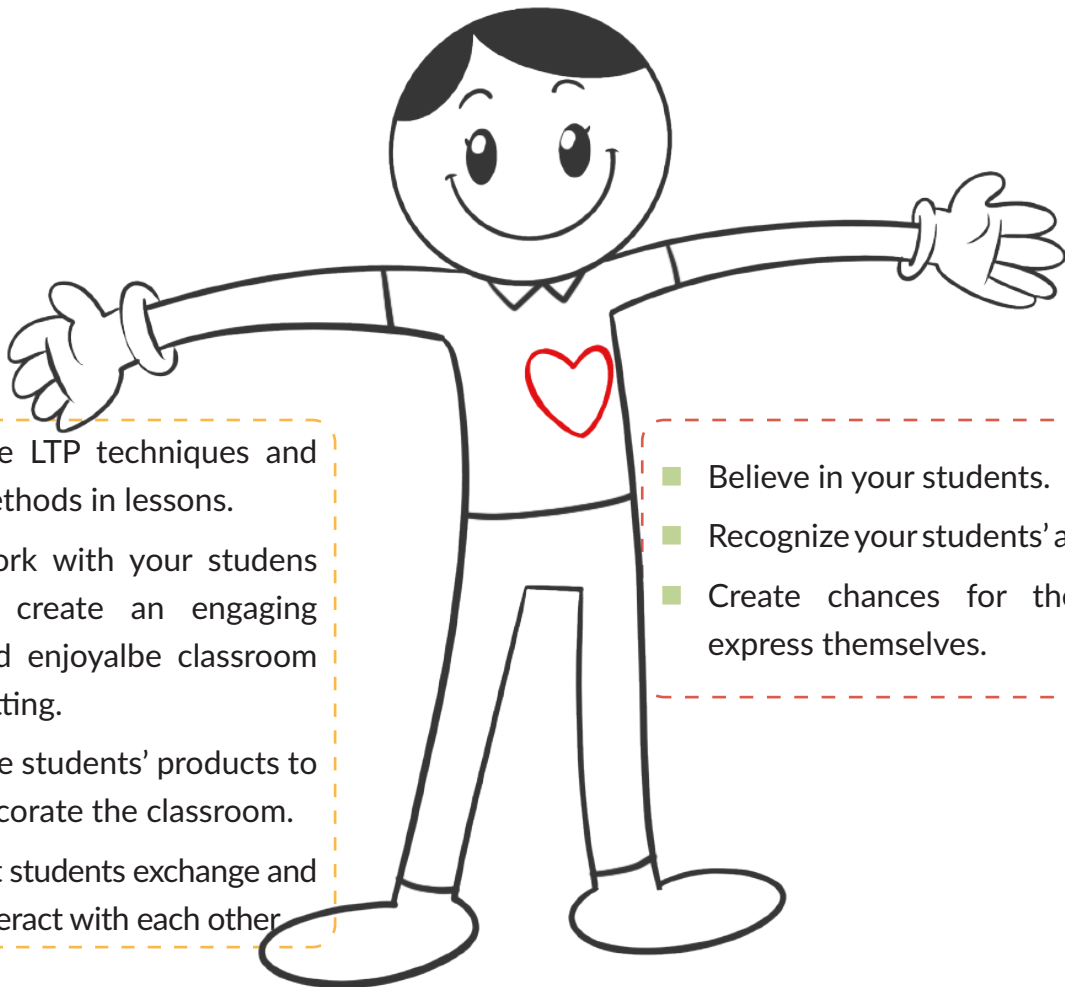 e LTP techniques and
ethods in lessons.
ork with your studens
create an engaging
d enjoyalbe classroom
tting.
e students' products to
corate the classroom.
t students exchange and
eract with each other
Believe in your students.
Recognize your students' a
Create chances for the
express themselves.